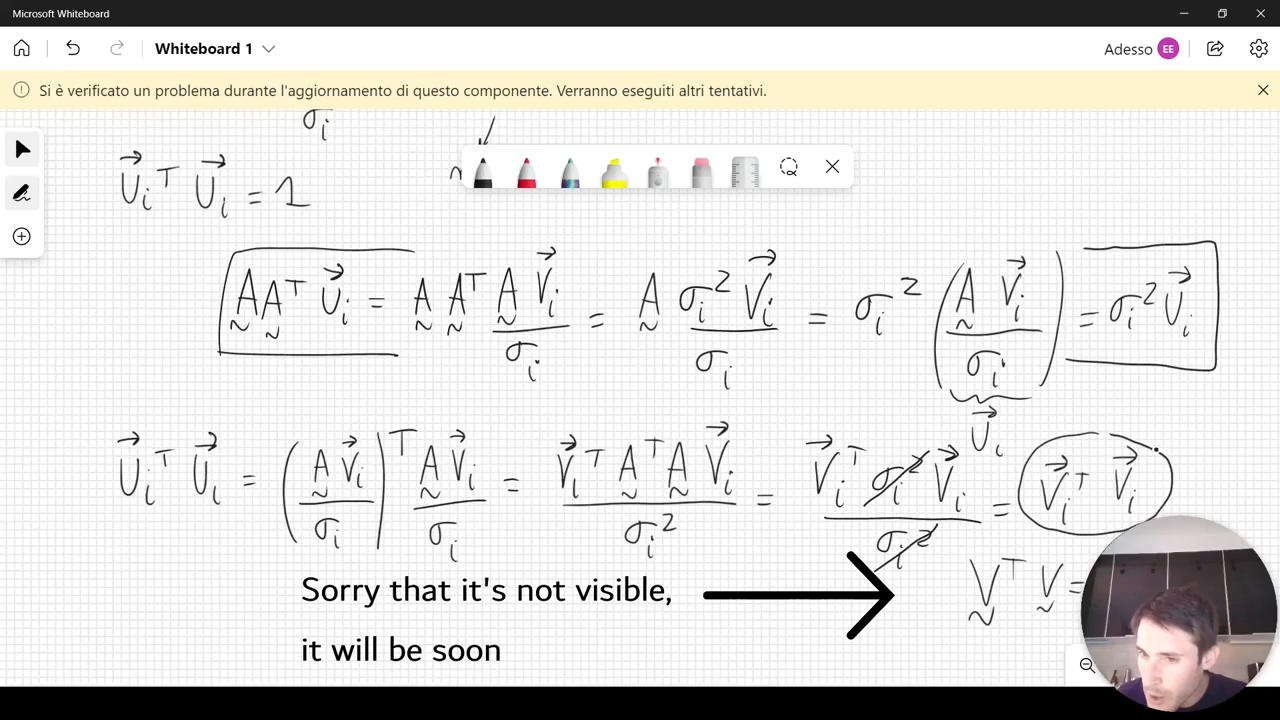 Microsoft Whiteboard
Whiteboard 1
Adesso EE
Si è verificato un problema durante l'aggiornamento di questo componente. Verranno eseguiti altri tentativi.
σᵢ
U⃗ᵢᵀ U⃗ᵢ = 1
A Aᵀ U⃗ᵢ = A Aᵀ A V⃗ᵢ / σᵢ = A σᵢ² V⃗ᵢ / σᵢ = σᵢ² (A V⃗ᵢ / σᵢ) = σᵢ² U⃗ᵢ
U⃗ᵢ
U⃗ᵢᵀ U⃗ᵢ = (A V⃗ᵢ / σᵢ)ᵀ A V⃗ᵢ / σᵢ = V⃗ᵢᵀ Aᵀ A V⃗ᵢ / σᵢ² = V⃗ᵢᵀ σᵢ² V⃗ᵢ / σᵢ² = V⃗ᵢᵀ V⃗ᵢ
Vᵀ V =
Sorry that it's not visible,
it will be soon